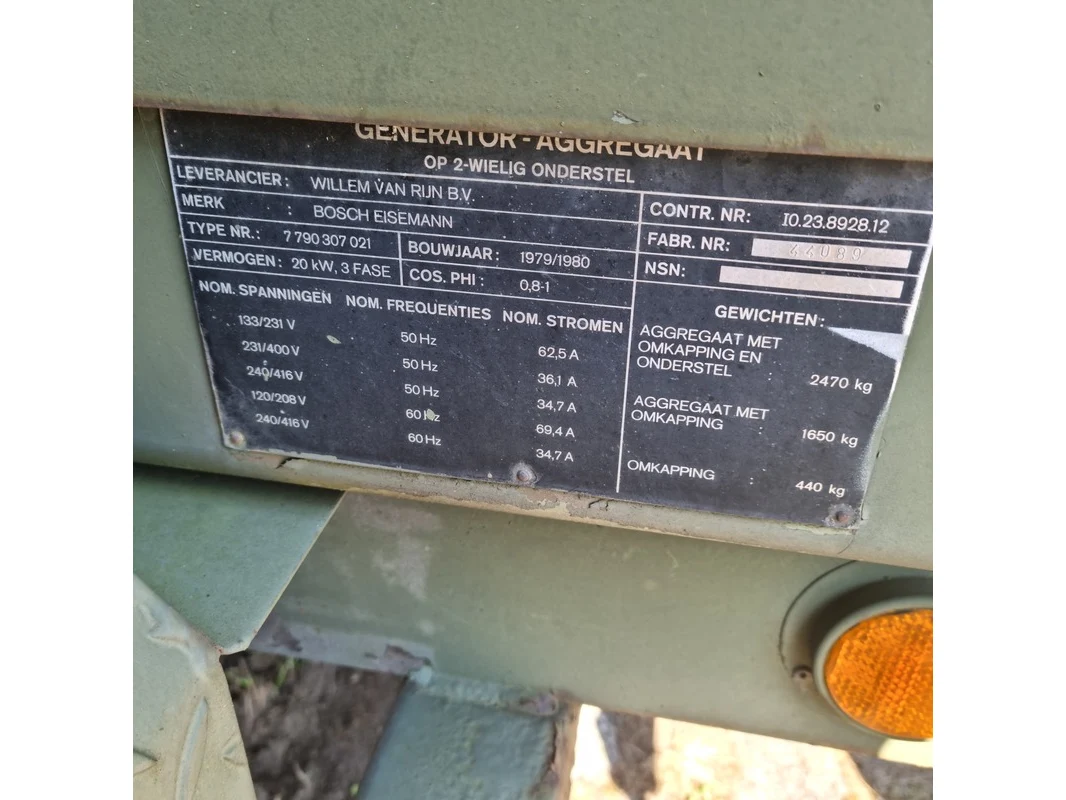 GENERATOR - AGGREGAAT
OP 2-WIELIG ONDERSTEL
LEVERANCIER: WILLEM VAN RIJN B.V.
MERK : BOSCH EISEMANN
TYPE NR.: 7 790 307 021
BOUWJAAR: 1979/1980
VERMOGEN: 20 kW, 3 FASE
COS. PHI : 0,8-1
CONTR. NR: 10.23.8928.12
FABR. NR: 44089
NSN:
NOM. SPANNINGEN NOM. FREQUENTIES NOM. STROMEN
133/231 V 50 Hz 62,5 A
231/400 V 50 Hz 36,1 A
240/416 V 50 Hz 34,7 A
120/208 V 60 Hz 69,4 A
240/416 V 60 Hz 34,7 A
GEWICHTEN:
AGGREGAAT MET
OMKAPPING EN
ONDERSTEL : 2470 kg
AGGREGAAT MET
OMKAPPING : 1650 kg
OMKAPPING : 440 kg